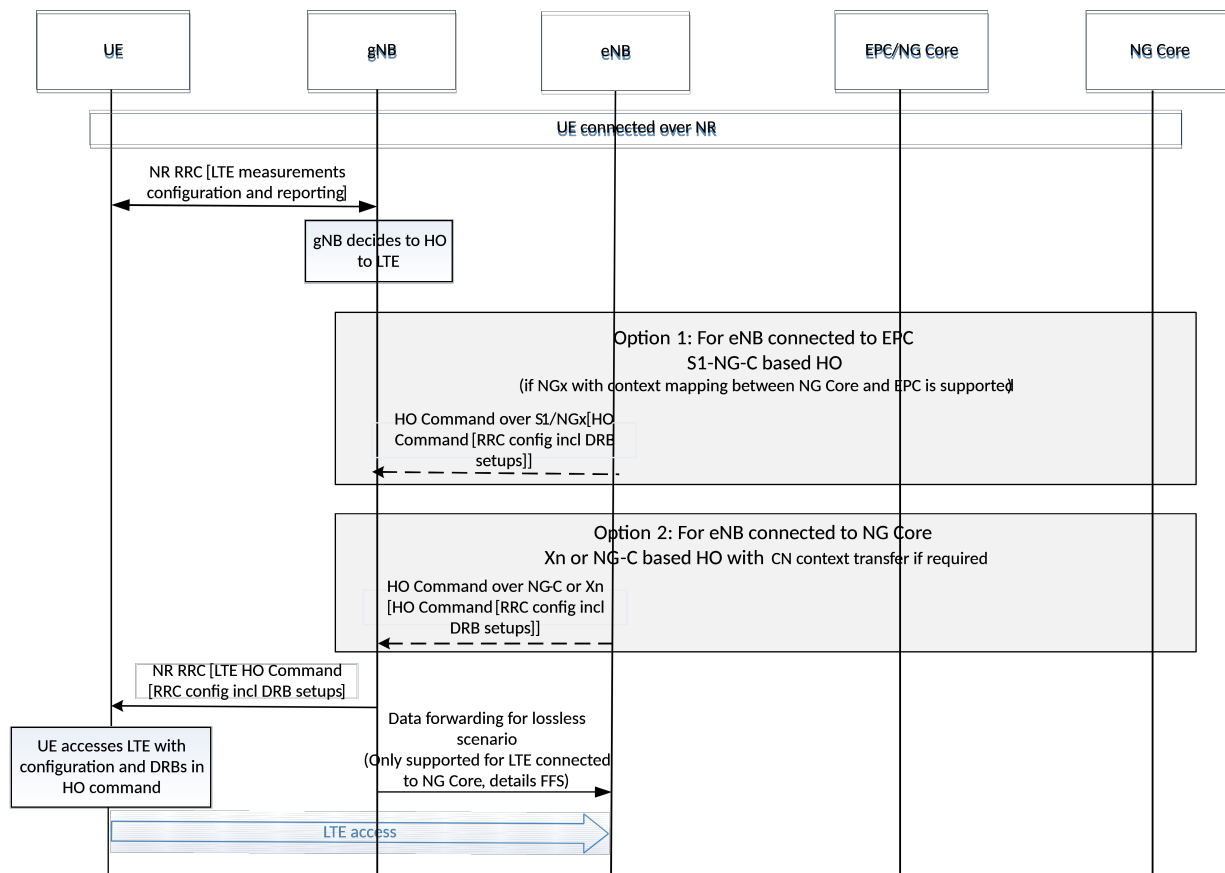 UE
gNB
eNB
EPC/NG Core
NG Core
UE connected over NR
NR RRC [LTE measurements
configuration and reporting]
gNB decides to HO
to LTE
Option 1: For eNB connected to EPC
S1-NG-C based HO
(if NGx with context mapping between NG Core and EPC is supported)
HO Command over S1/NGx[HO
Command [RRC config incl DRB
setups]]
Option 2: For eNB connected to NG Core
Xn or NG-C based HO with CN context transfer if required
HO Command over NG-C or Xn
[HO Command [RRC config incl
DRB setups]]
NR RRC [LTE HO Command
[RRC config incl DRB setups]
Data forwarding for lossless
scenario
(Only supported for LTE connected
to NG Core, details FFS)
UE accesses LTE with
configuration and DRBs in
HO command
LTE access